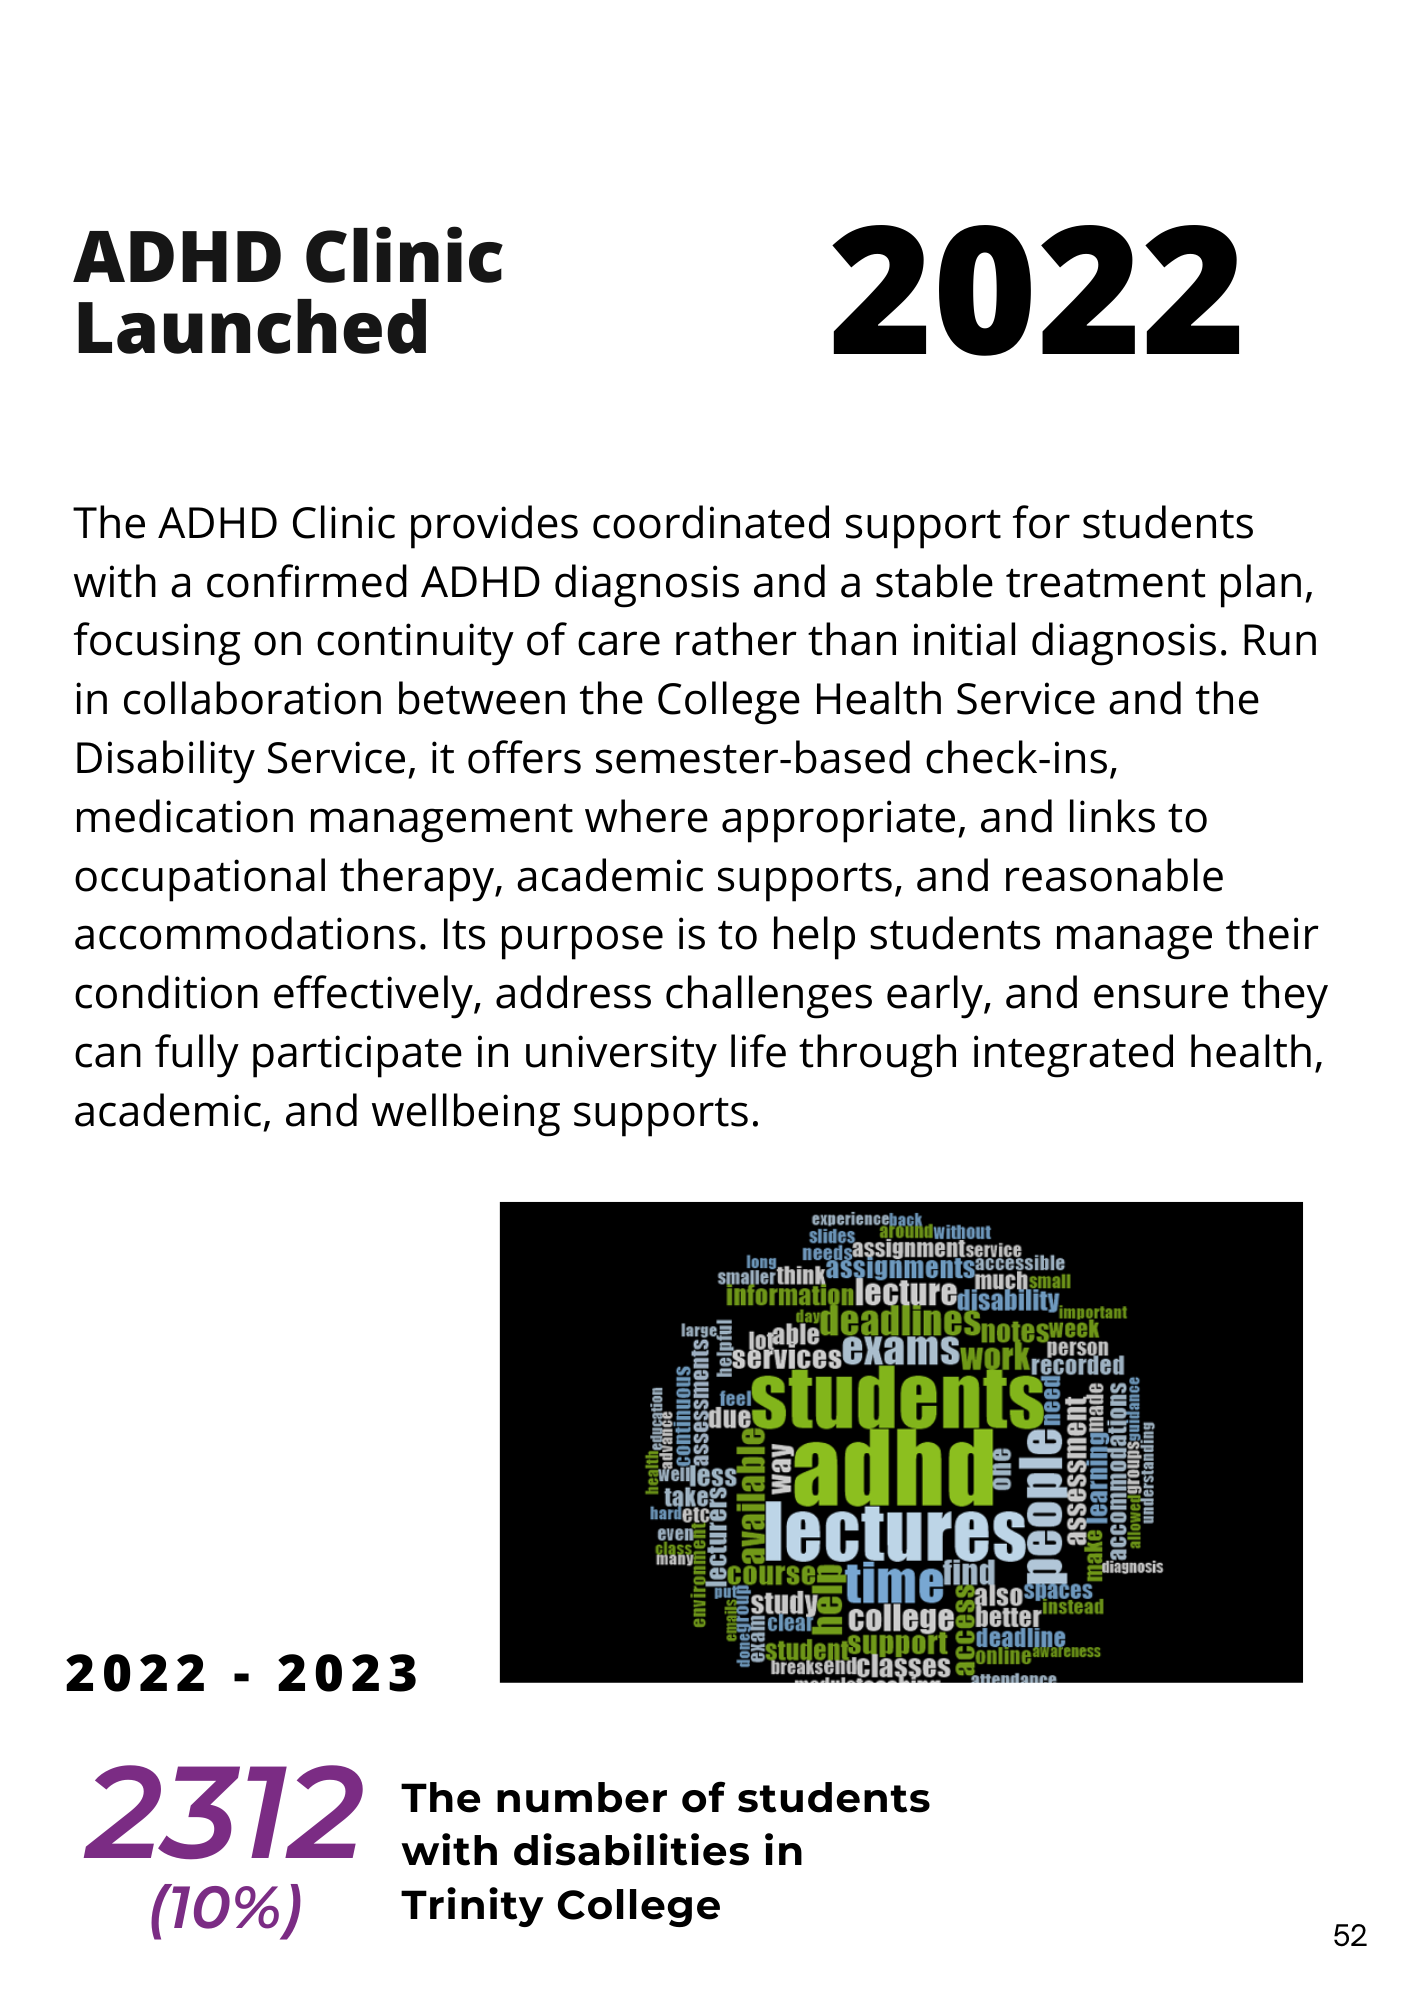 ADHD Clinic
Launched
2022
The ADHD Clinic provides coordinated support for students
with a confirmed ADHD diagnosis and a stable treatment plan,
focusing on continuity of care rather than initial diagnosis. Run
in collaboration between the College Health Service and the
Disability Service, it offers semester-based check-ins,
medication management where appropriate, and links to
occupational therapy, academic supports, and reasonable
accommodations. Its purpose is to help students manage their
condition effectively, address challenges early, and ensure they
can fully participate in university life through integrated health,
academic, and wellbeing supports.
experience back
slides around without
needs assignment service
long assignments accessible
smaller think much small
information lecture disability
day deadlines important
large helpful lot able notes week
services exams work person
recorded
continuous assessments feel students need made accommodations guidance
education advance due assessment
health well less available way adhd one people learning groups understanding
take
hard etc lecturers lectures allowed
even
class
many environment make diagnosis
course help time find
put group study also spaces
emails done exam clear college access better instead
deadline
student support online awareness
breaks end classes
attendance
2022 - 2023
2312
(10%)
The number of students
with disabilities in
Trinity College
52